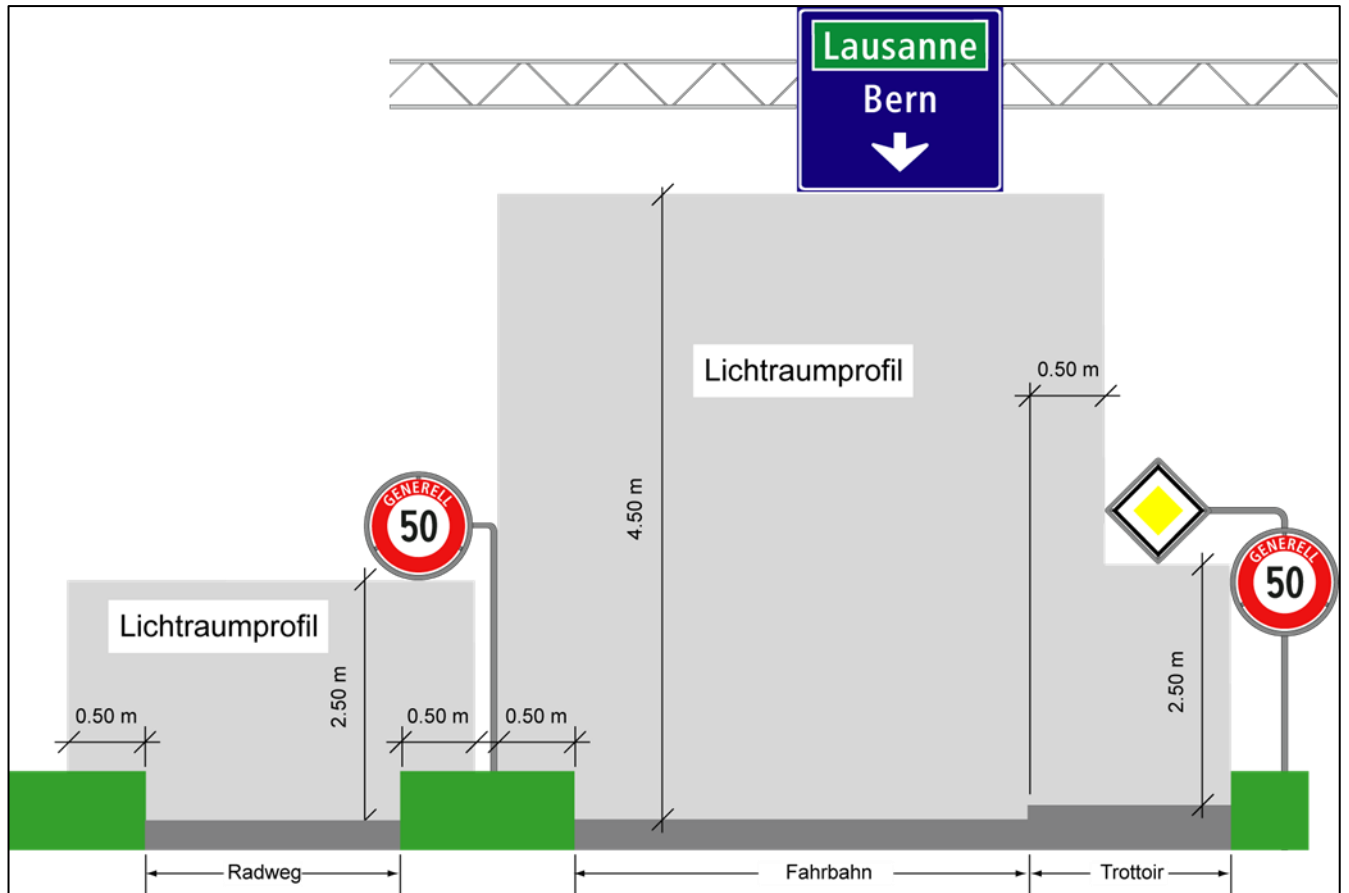 Lausanne
Bern
Lichtraumprofil
0.50 m
GENERELL
50
4.50 m
GENERELL
50
Lichtraumprofil
2.50 m
2.50 m
0.50 m
0.50 m
0.50 m
Radweg
Fahrbahn
Trottoir